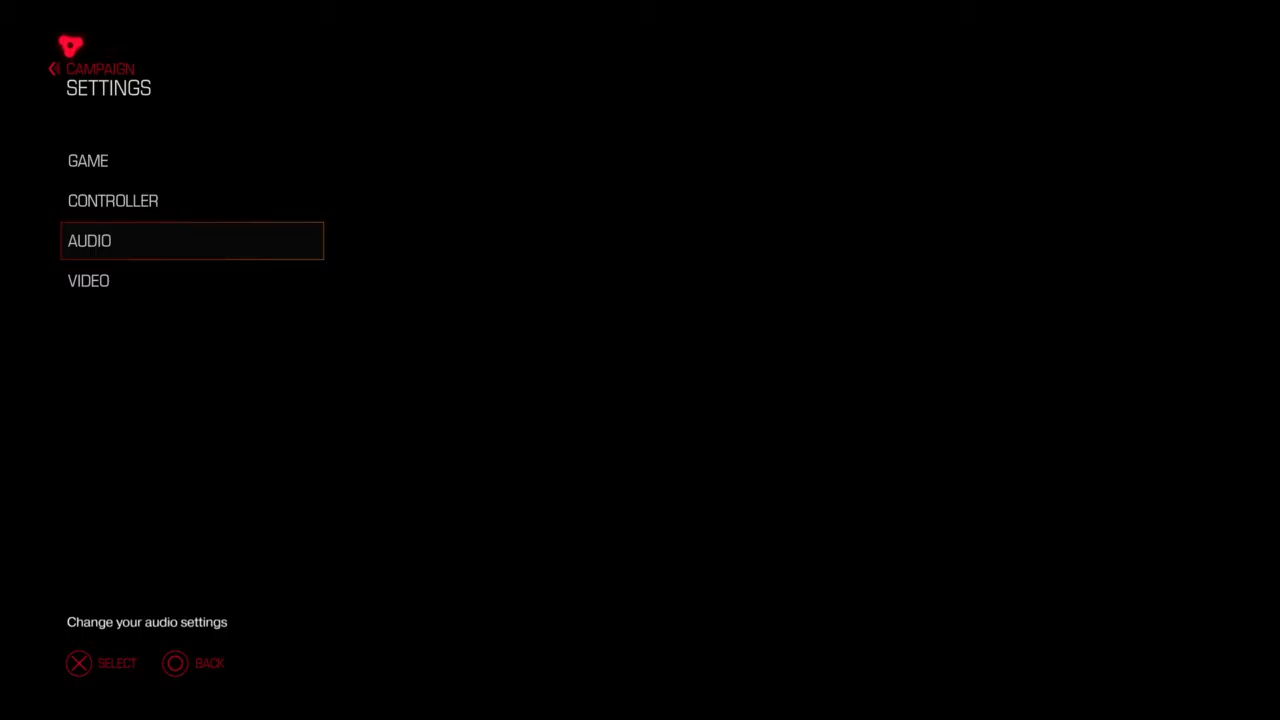 CAMPAIGN
SETTINGS
GAME
CONTROLLER
AUDIO
VIDEO
Change your audio settings
SELECT BACK